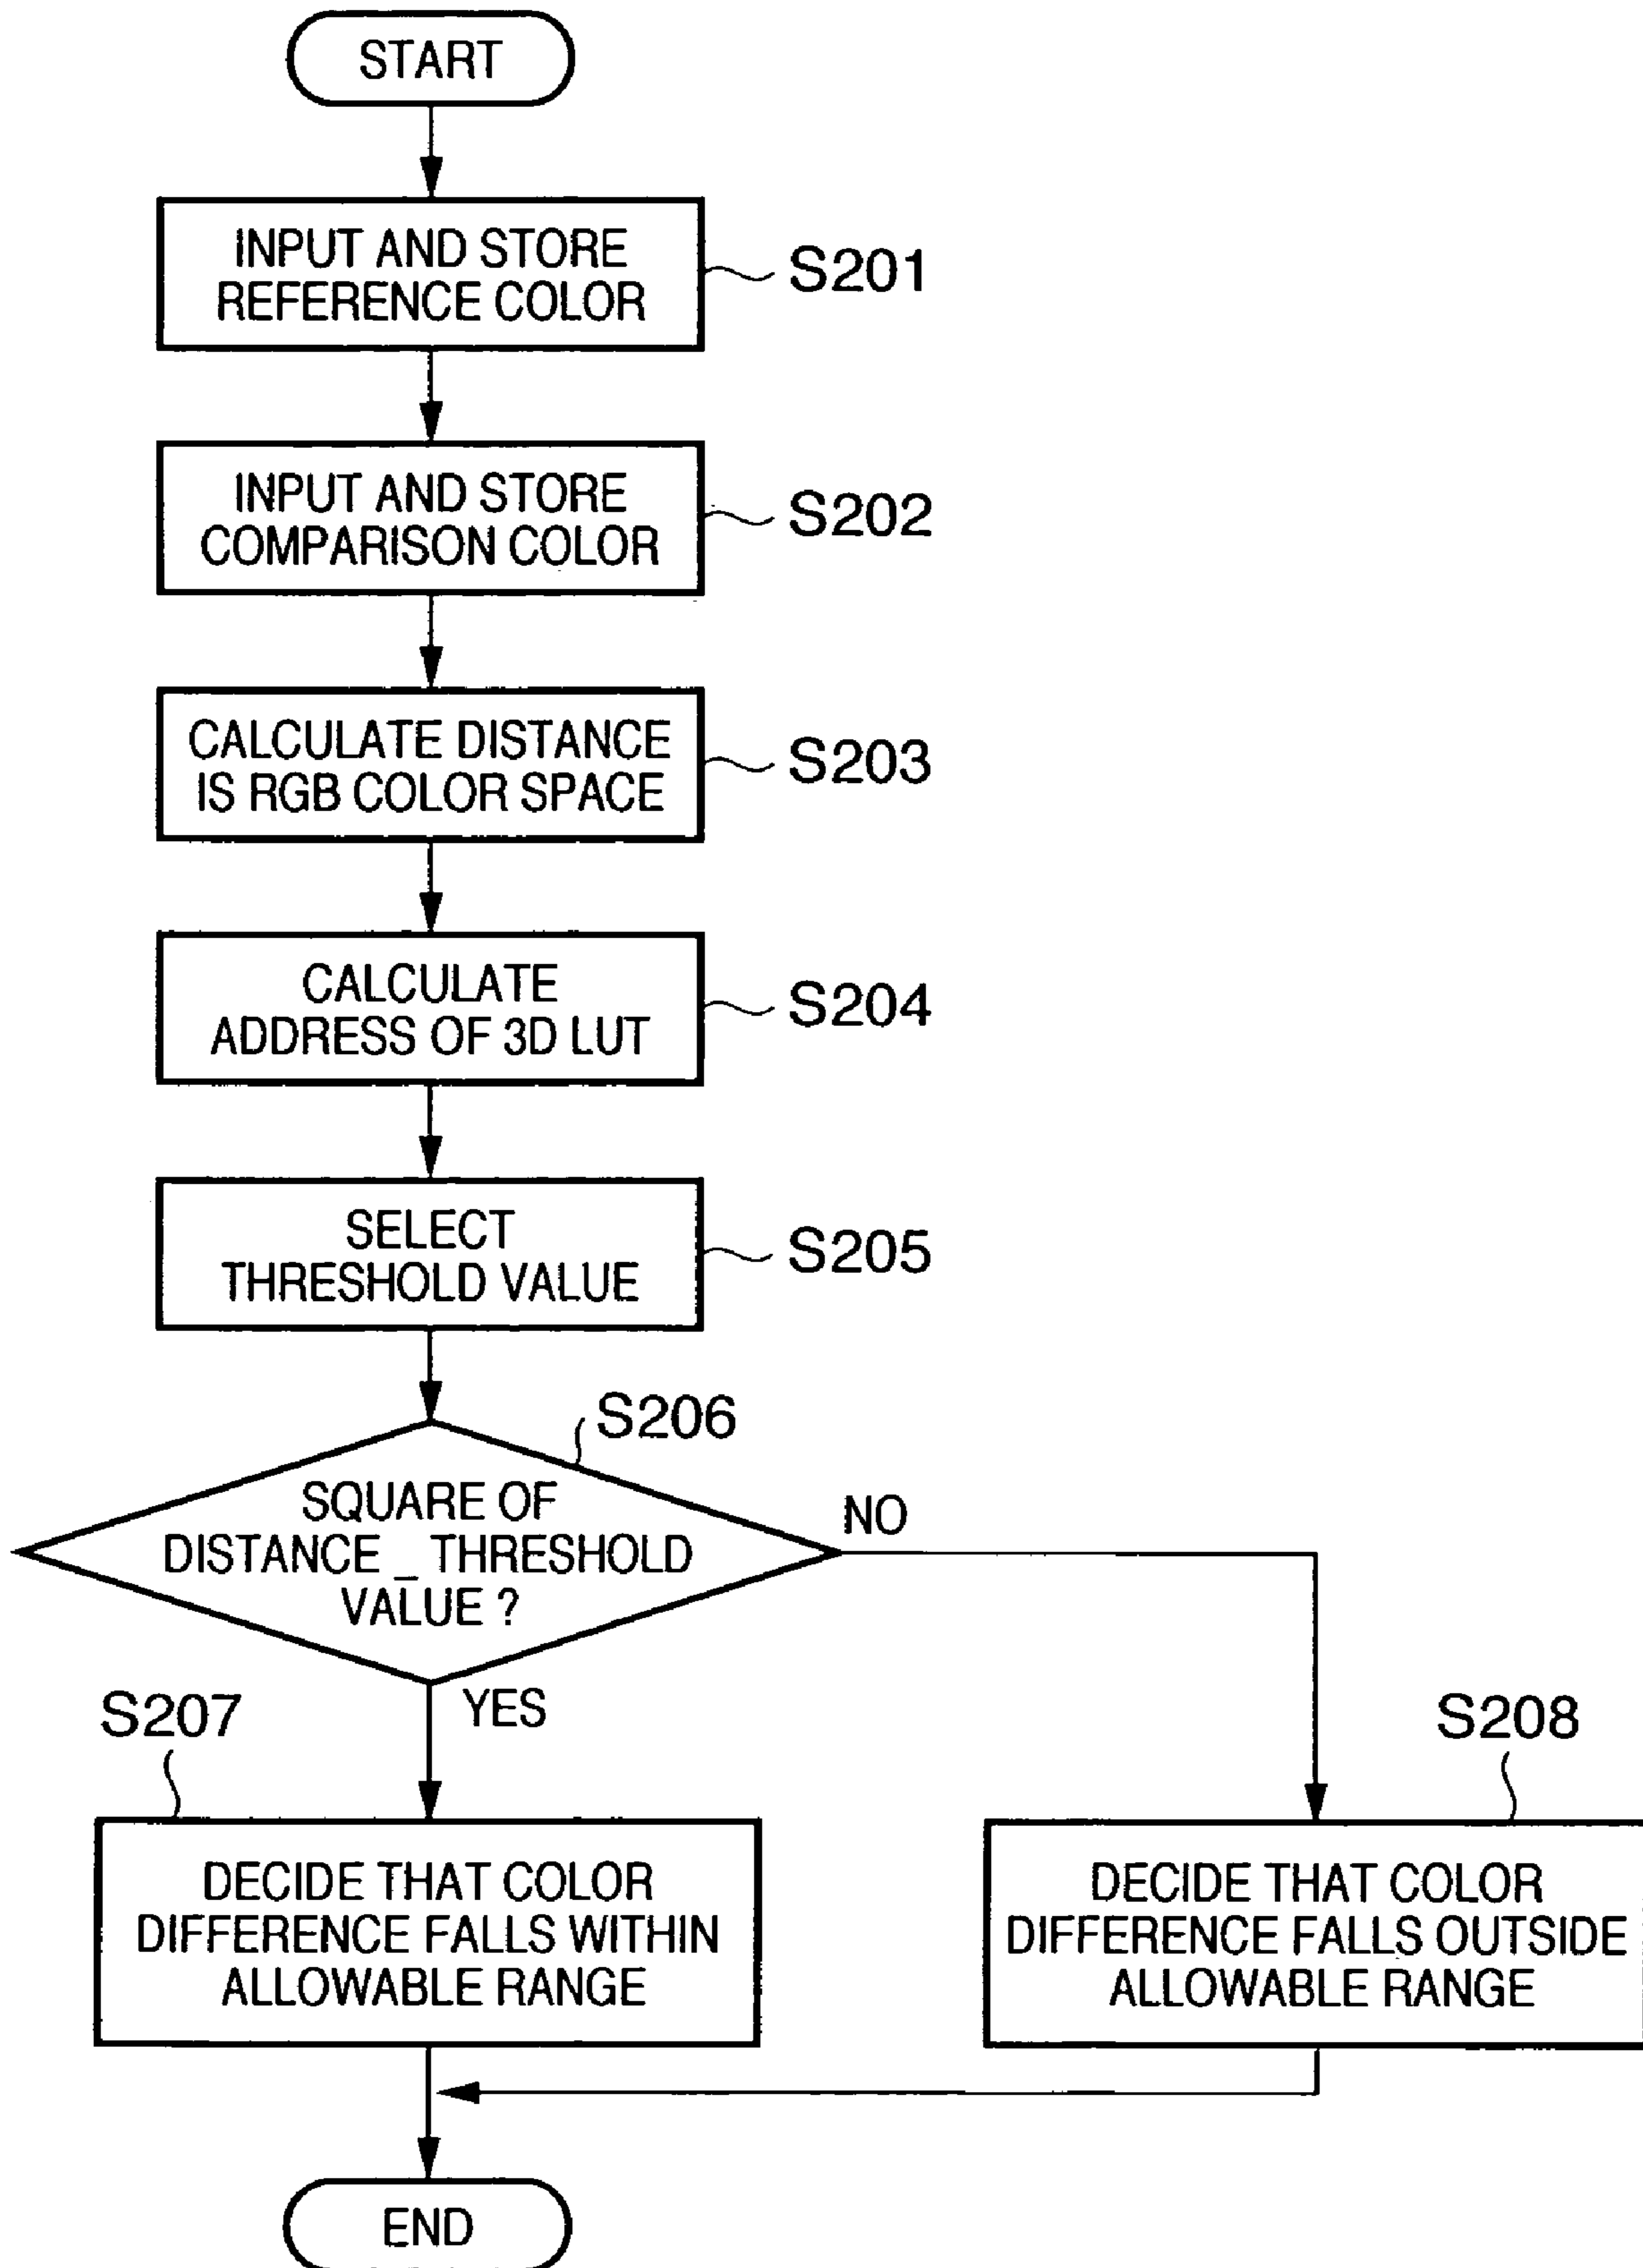 START
INPUT AND STORE
REFERENCE COLOR
S201
INPUT AND STORE
COMPARISON COLOR
S202
CALCULATE DISTANCE
IS RGB COLOR SPACE
S203
CALCULATE
ADDRESS OF 3D LUT
S204
SELECT
THRESHOLD VALUE
S205
S206
SQUARE OF
DISTANCE _ THRESHOLD
VALUE ?
NO
YES
S207
DECIDE THAT COLOR
DIFFERENCE FALLS WITHIN
ALLOWABLE RANGE
S208
DECIDE THAT COLOR
DIFFERENCE FALLS OUTSIDE
ALLOWABLE RANGE
END